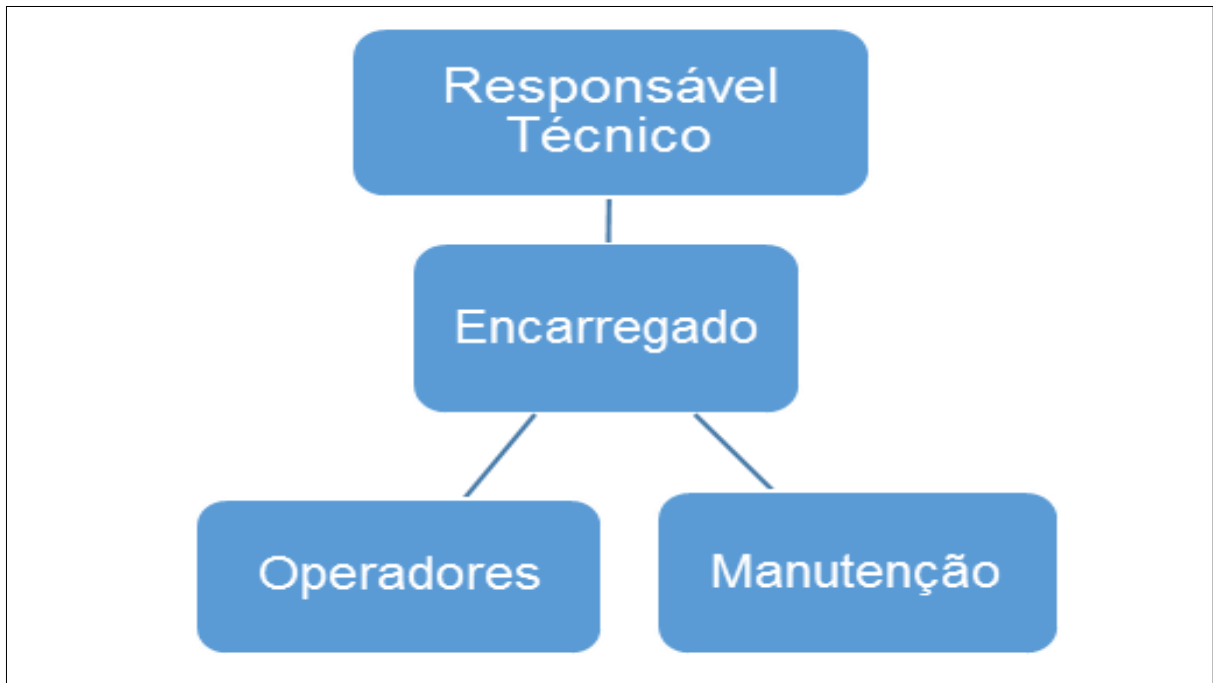 Responsável
Técnico
Encarregado
Operadores
Manutenção